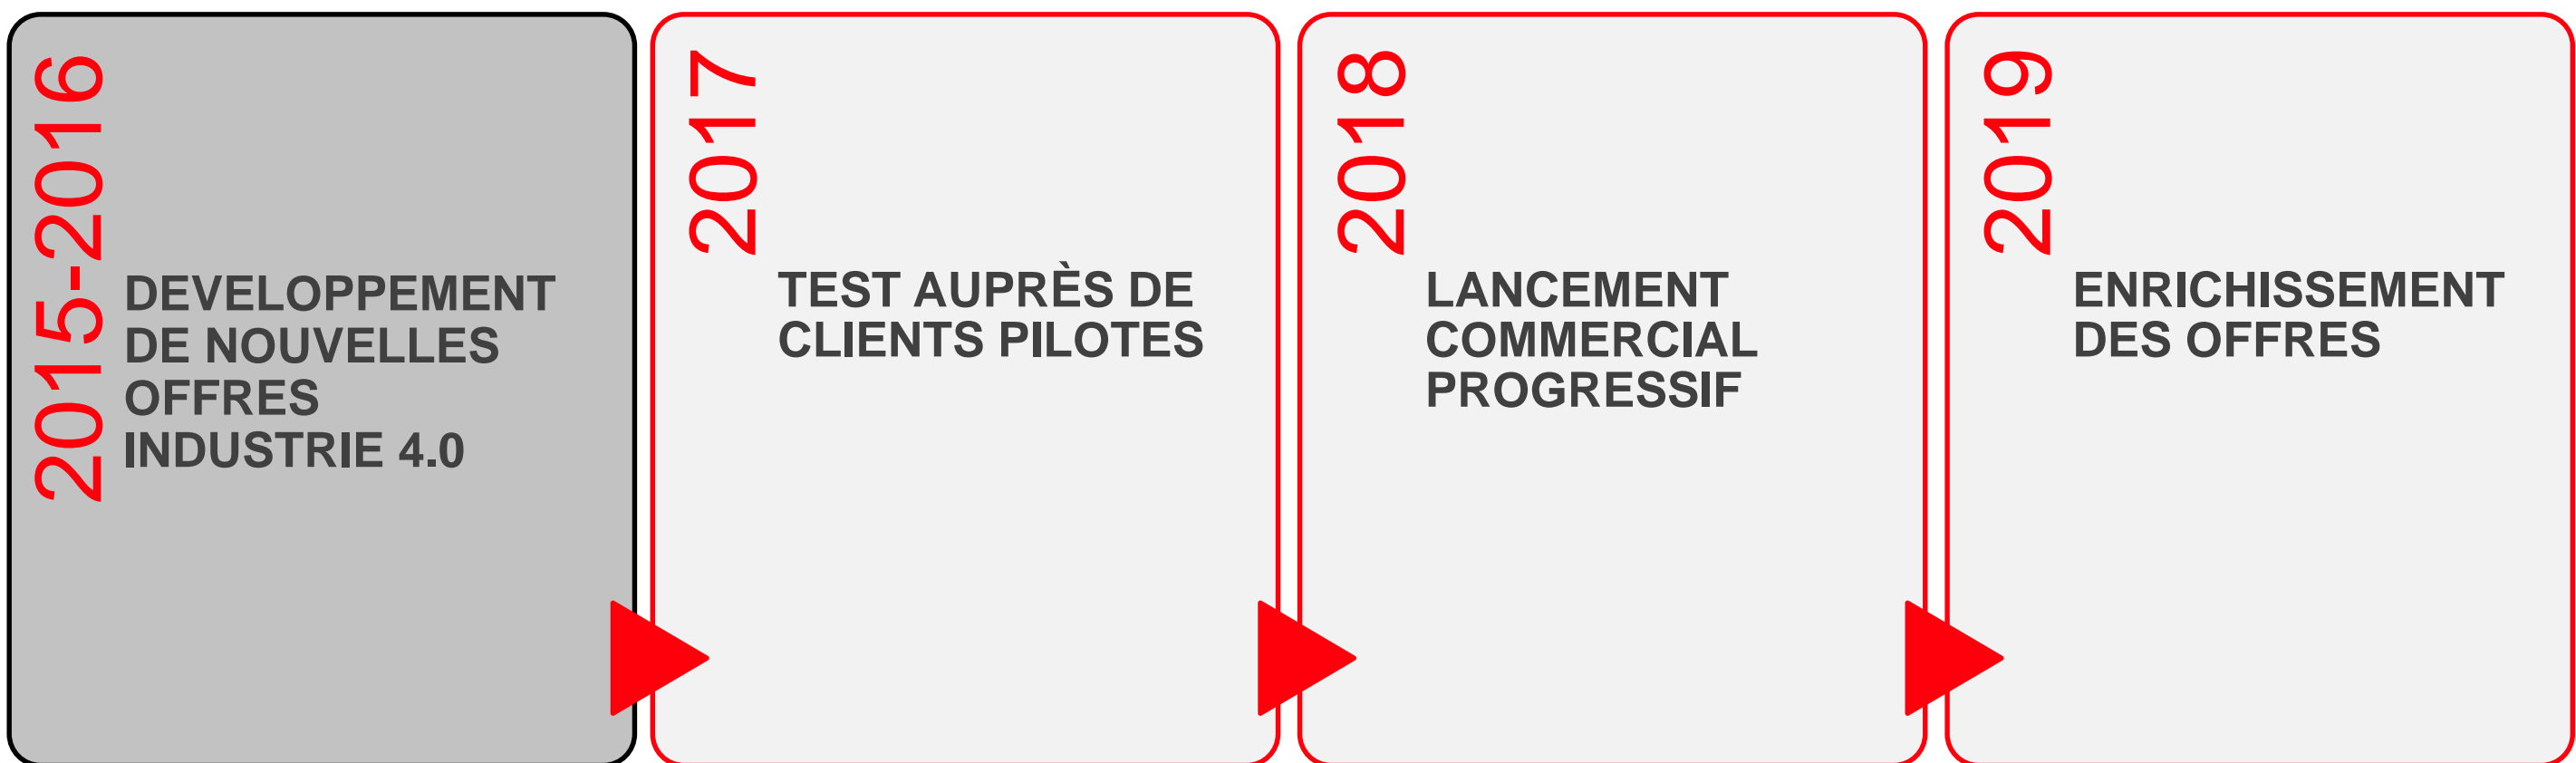 2015-2016
DEVELOPPEMENT
DE NOUVELLES
OFFRES
INDUSTRIE 4.0
2017
TEST AUPRÈS DE
CLIENTS PILOTES
2018
LANCEMENT
COMMERCIAL
PROGRESSIF
2019
ENRICHISSEMENT
DES OFFRES